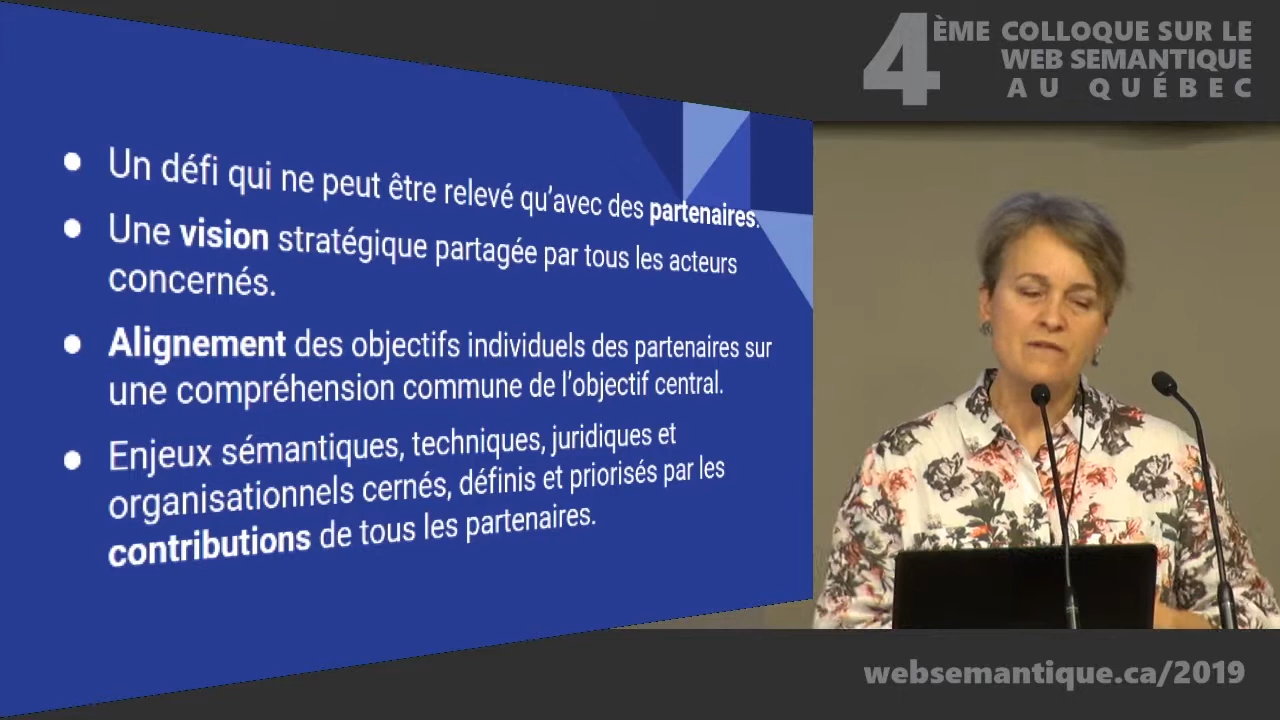 4ÈME COLLOQUE SUR LE
WEB SEMANTIQUE
AU QUÉBEC
Un défi qui ne peut être relevé qu'avec des partenaires.
Une vision stratégique partagée par tous les acteurs
concernés.
Alignement des objectifs individuels des partenaires sur
une compréhension commune de l'objectif central.
Enjeux sémantiques, techniques, juridiques et
organisationnels cernés, définis et priorisés par les
contributions de tous les partenaires.
websemantique.ca/2019